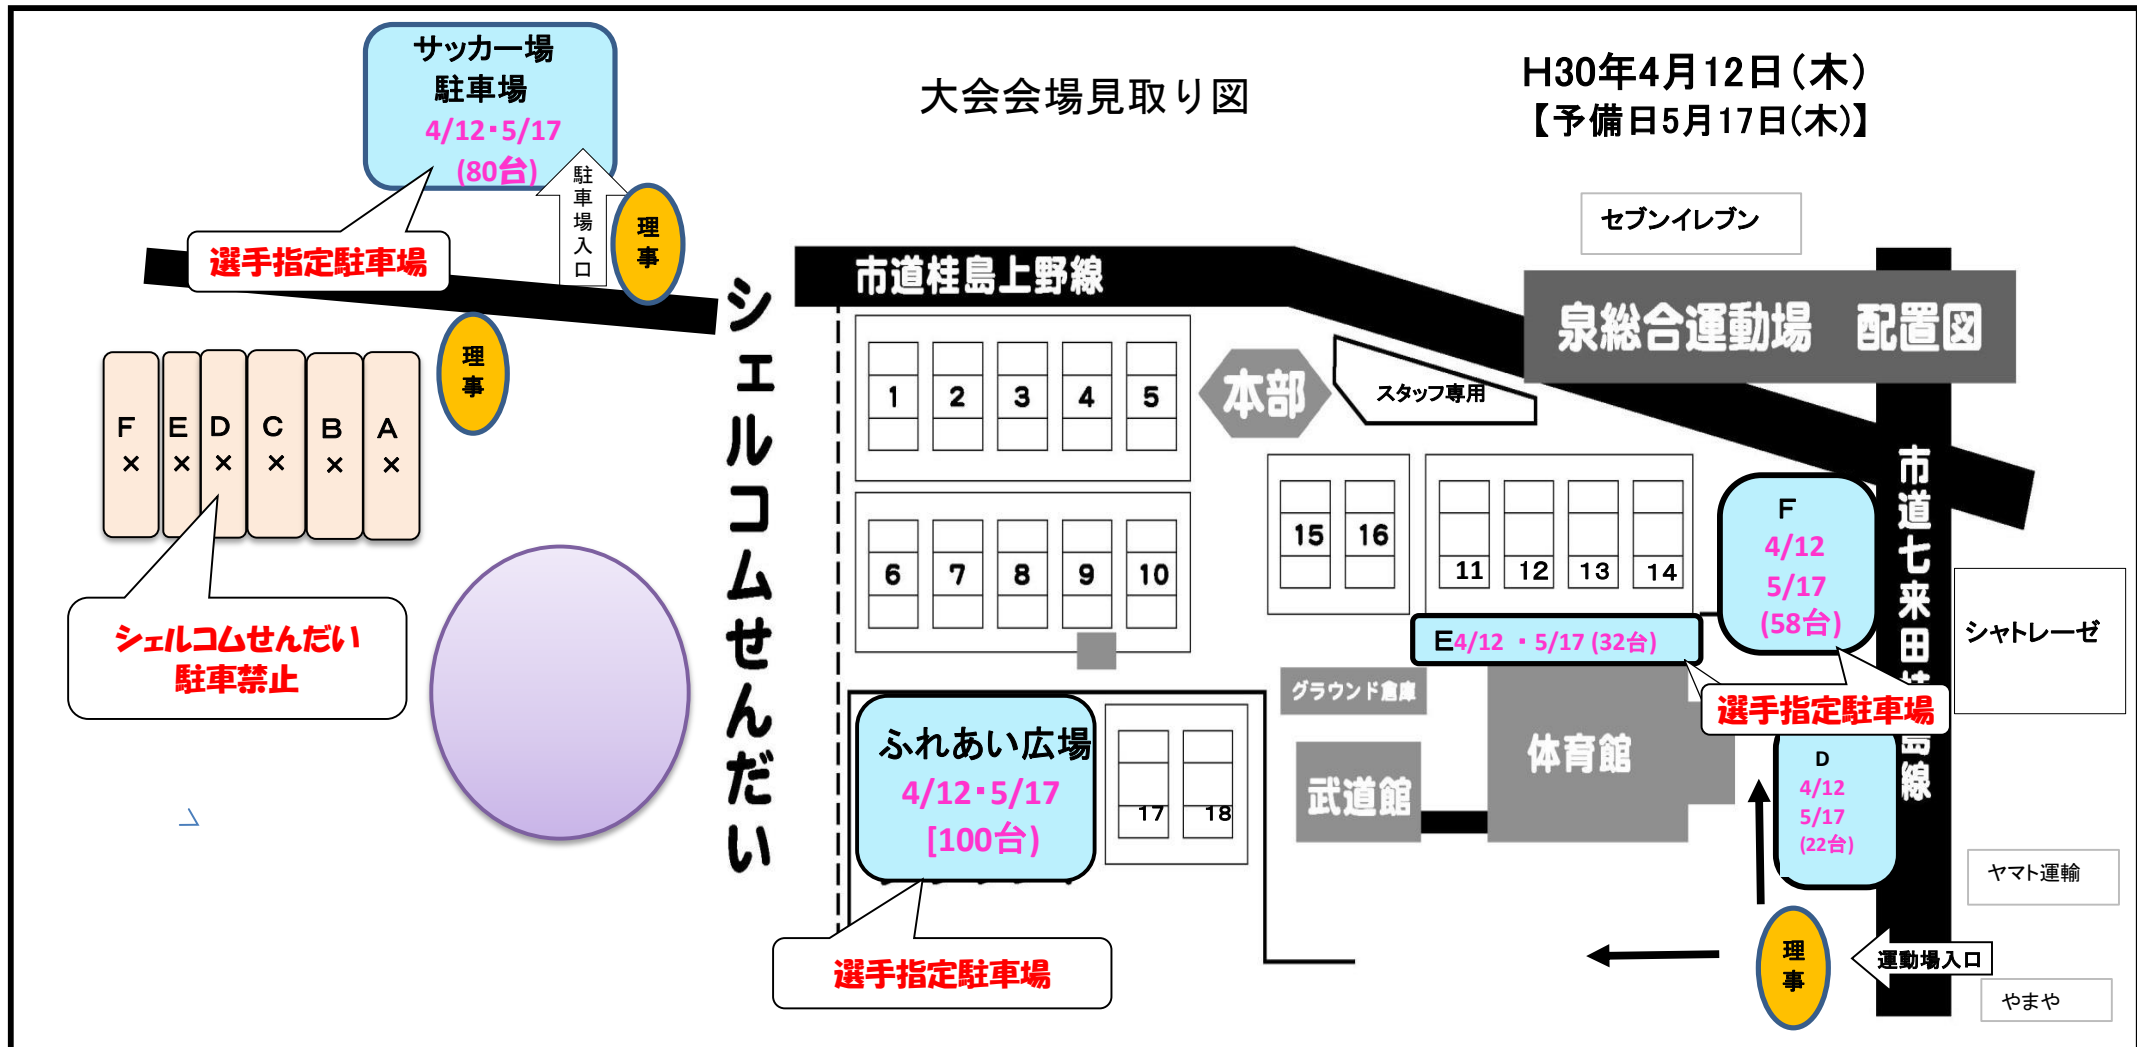 サッカー場
駐車場
4/12・5/17
(80台)
大会会場見取り図
H30年4月12日(木)
【予備日5月17日(木)】
駐車場入口
理事
選手指定駐車場
セブンイレブン
市道桂島上野線
泉総合運動場　配置図
シェルコムせんだい
理事
本部
スタッフ専用
1 2 3 4 5
F E D C B A
× × × × × ×
市道七来田
島線
15 16
11 12 13 14
6 7 8 9 10
F
4/12
5/17
(58台)
シェルコムせんだい
駐車禁止
E4/12 ・ 5/17 (32台)
シャトレーゼ
グラウンド倉庫
選手指定駐車場
体育館
武道館
ふれあい広場
4/12・5/17
[100台)
17 18
D
4/12
5/17
(22台)
ヤマト運輸
選手指定駐車場
理事
運動場入口
やまや